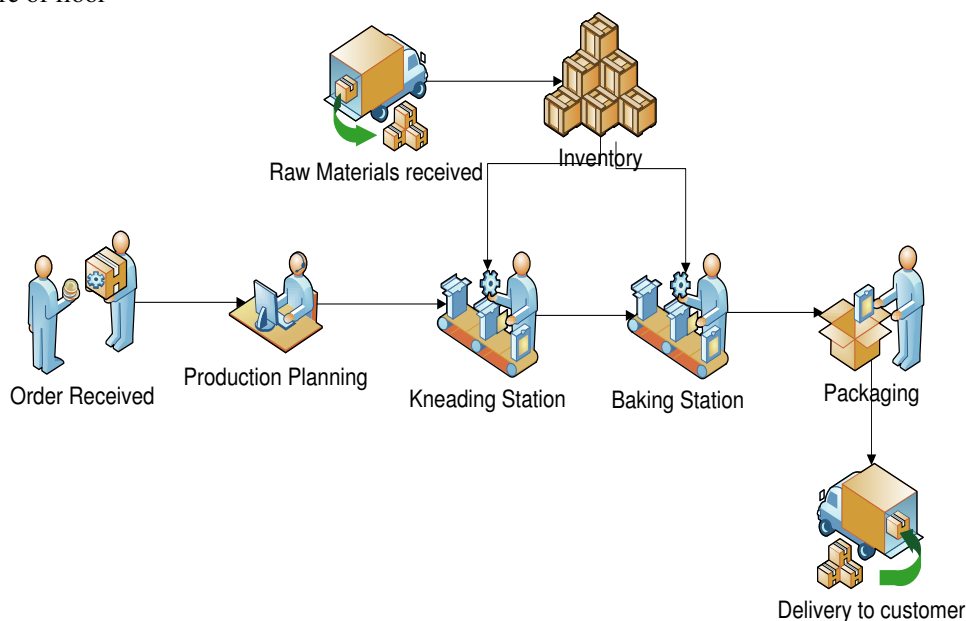 Raw Materials received
Inventory
Order Received
Production Planning
Kneading Station
Baking Station
Packaging
Delivery to customer